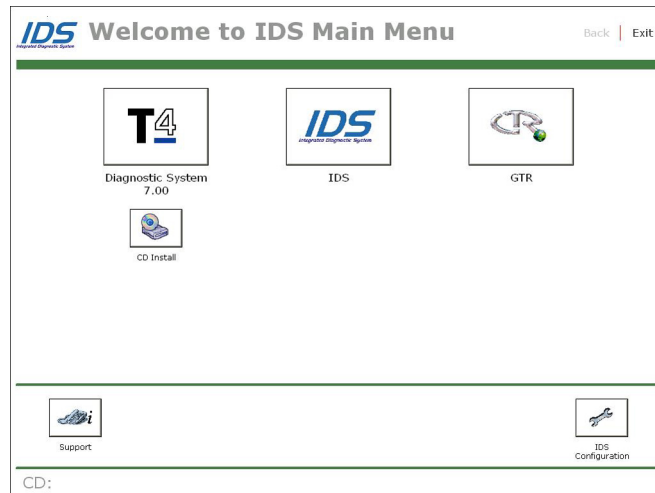 IDS Welcome to IDS Main Menu Back Exit
Integrated Diagnostic System
T4 IDS GTR
Integrated Diagnostic System
Diagnostic System IDS GTR
7.00
CD Install
i
Support IDS
Configuration
CD: